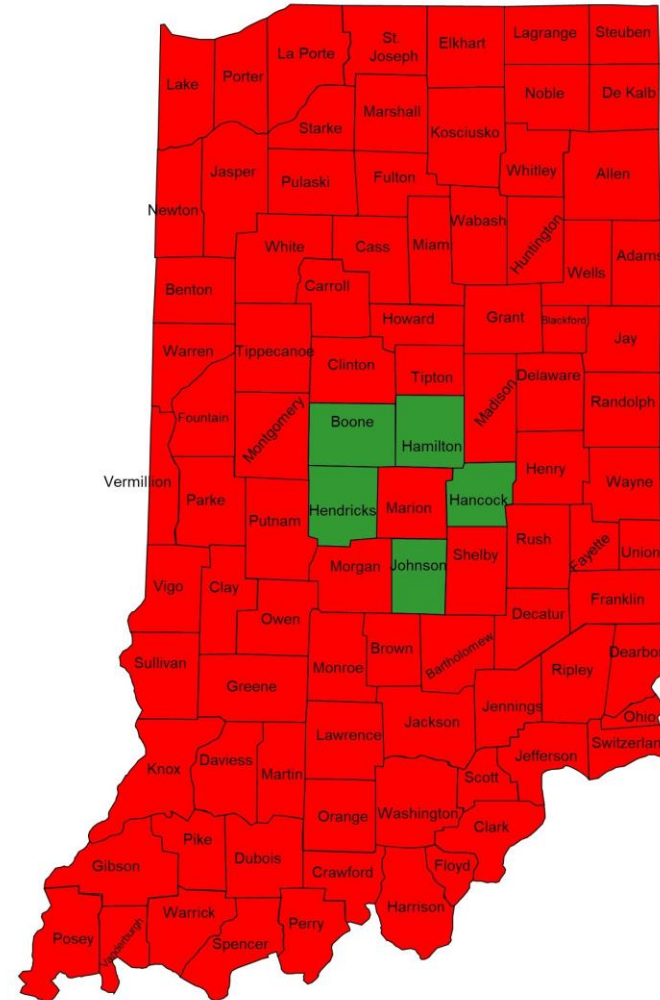 Lagrange
Steuben
St.
Joseph
Elkhart
La Porte
Porter
Lake
Noble
De Kalb
Marshall
Starke
Kosciusko
Jasper
Pulaski
Fulton
Whitley
Allen
Newton
Wabash
Huntington
White
Cass
Miam
Wells
Adams
Benton
Carroll
Howard
Grant
Blackford
Jay
Warren
Tippecanoe
Clinton
Tipton
Madison
Delaware
Randolph
Fountain
Montgomery
Boone
Hamilton
Henry
Wayne
Vermillion
Parke
Putnam
Hendricks
Marion
Hancock
Rush
Fayette
Union
Vigo
Clay
Morgan
Johnson
Shelby
Franklin
Owen
Decatur
Sullivan
Greene
Monroe
Brown
Bartholomew
Ripley
Dearbor
Jennings
Ohio
Jackson
Lawrence
Knox
Daviess
Martin
Switzerlan
Jefferson
Scott
Orange
Washington
Clark
Pike
Gibson
Dubois
Crawford
Floyd
Harrison
Posey
Vanderburgh
Warrick
Spencer
Perry